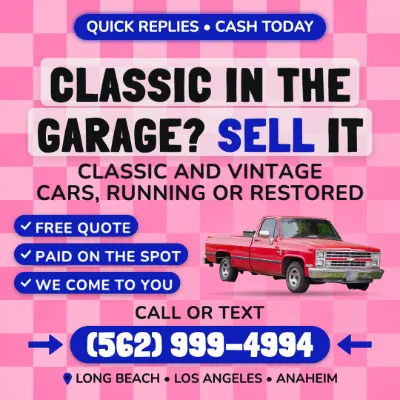 QUICK REPLIES • CASH TODAY
CLASSIC IN THE
GARAGE? SELL IT
CLASSIC AND VINTAGE
CARS, RUNNING OR RESTORED
FREE QUOTE
PAID ON THE SPOT
WE COME TO YOU
CALL OR TEXT
(562) 999-4994
LONG BEACH • LOS ANGELES • ANAHEIM